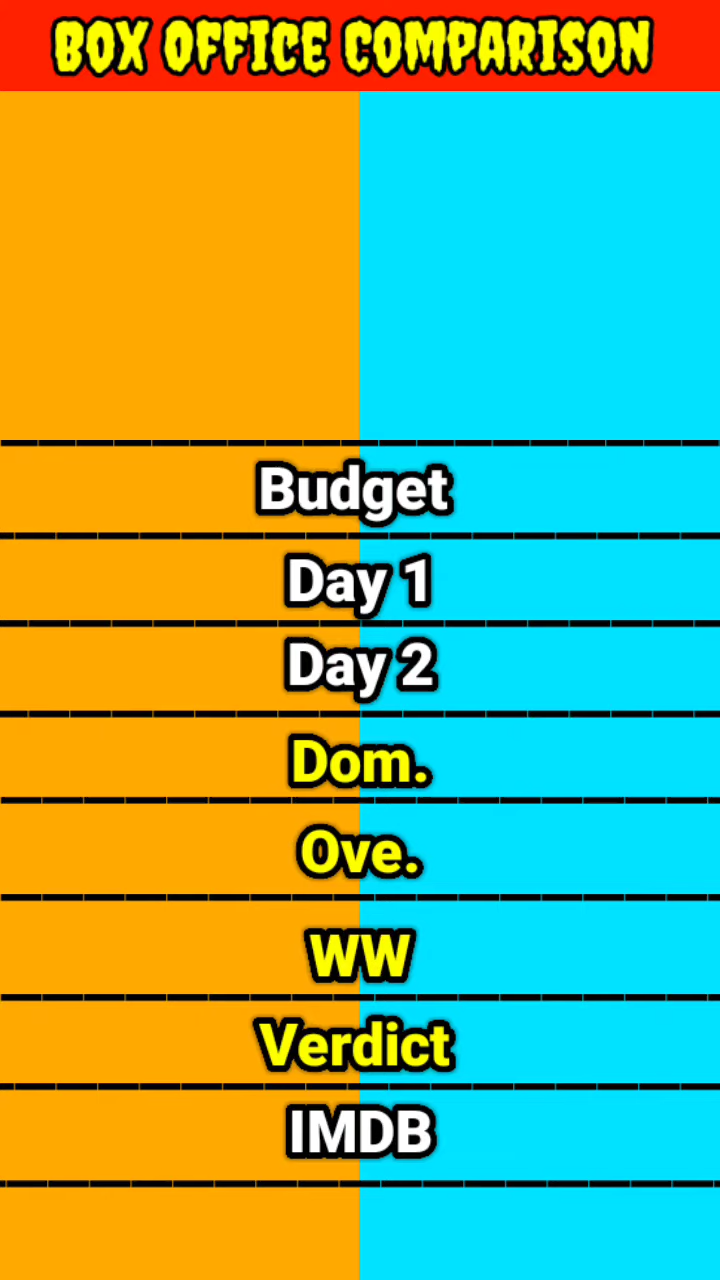 BOX OFFICE COMPARISON
Budget
Day 1
Day 2
Dom.
Ove.
WW
Verdict
IMDB